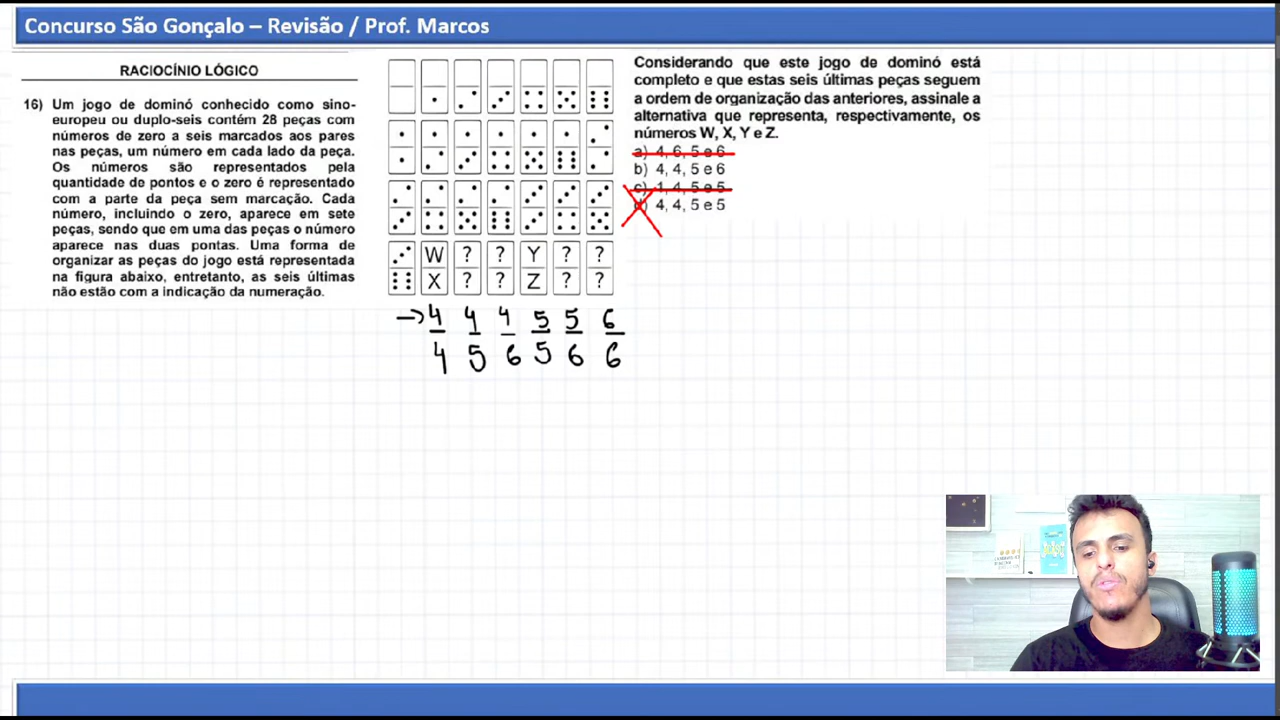 Concurso São Gonçalo – Revisão / Prof. Marcos
RACIOCÍNIO LÓGICO
16) Um jogo de dominó conhecido como sino-
europeu ou duplo-seis contém 28 peças com
números de zero a seis marcados aos pares
nas peças, um número em cada lado da peça.
Os números são representados pela
quantidade de pontos e o zero é representado
com a parte da peça sem marcação. Cada
número, incluindo o zero, aparece em sete
peças, sendo que em uma das peças o número
aparece nas duas pontas. Uma forma de
organizar as peças do jogo está representada
na figura abaixo, entretanto, as seis últimas
não estão com a indicação da numeração.
W ? ? Y ? ?
X ? ? Z ? ?
→ 4 4 4 5 5 6
4 5 6 5 6 6
Considerando que este jogo de dominó está
completo e que estas seis últimas peças seguem
a ordem de organização das anteriores, assinale a
alternativa que representa, respectivamente, os
números W, X, Y e Z.
a) 4, 6, 5 e 6
b) 4, 4, 5 e 6
c) 1, 4, 5 e 5
d) 4, 4, 5 e 5